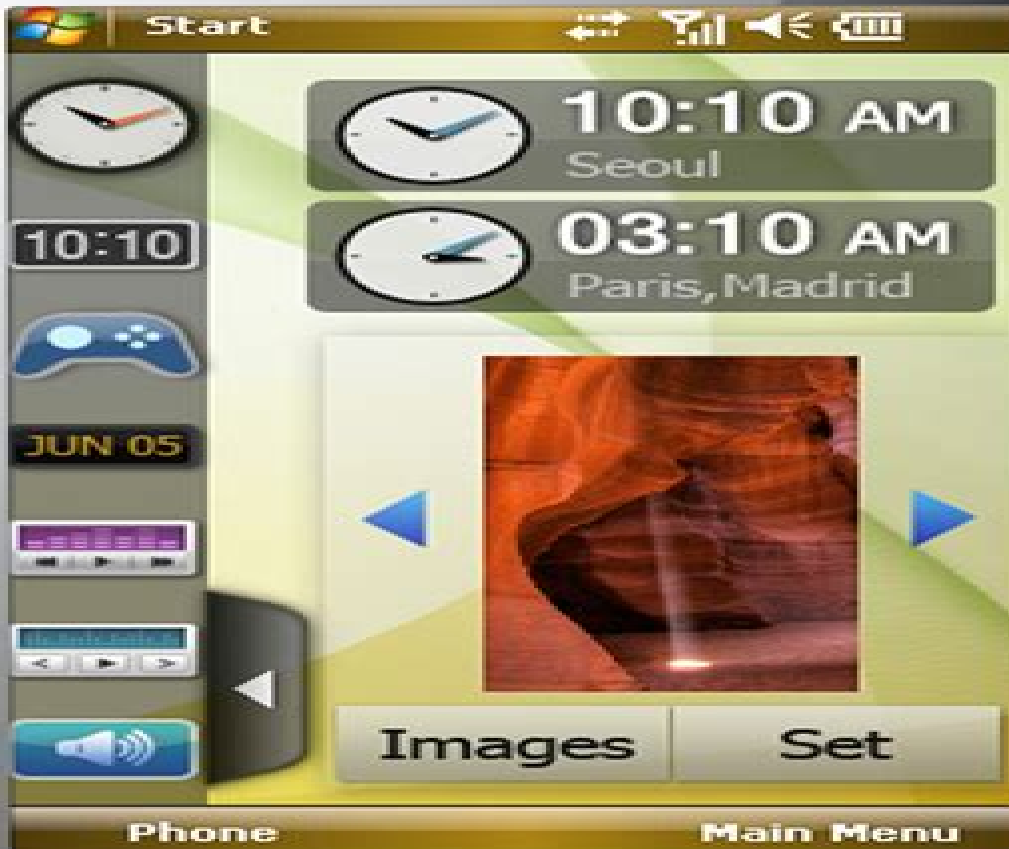 Start
10:10 AM
Seoul
10:10
03:10 AM
Paris,Madrid
JUN 05
Images
Set
Phone
Main Menu